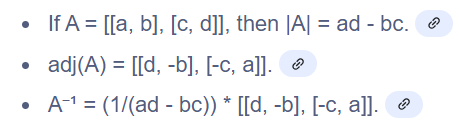 • If A = [[a, b], [c, d]], then |A| = ad - bc.
• adj(A) = [[d, -b], [-c, a]].
• A⁻¹ = (1/(ad - bc)) * [[d, -b], [-c, a]].